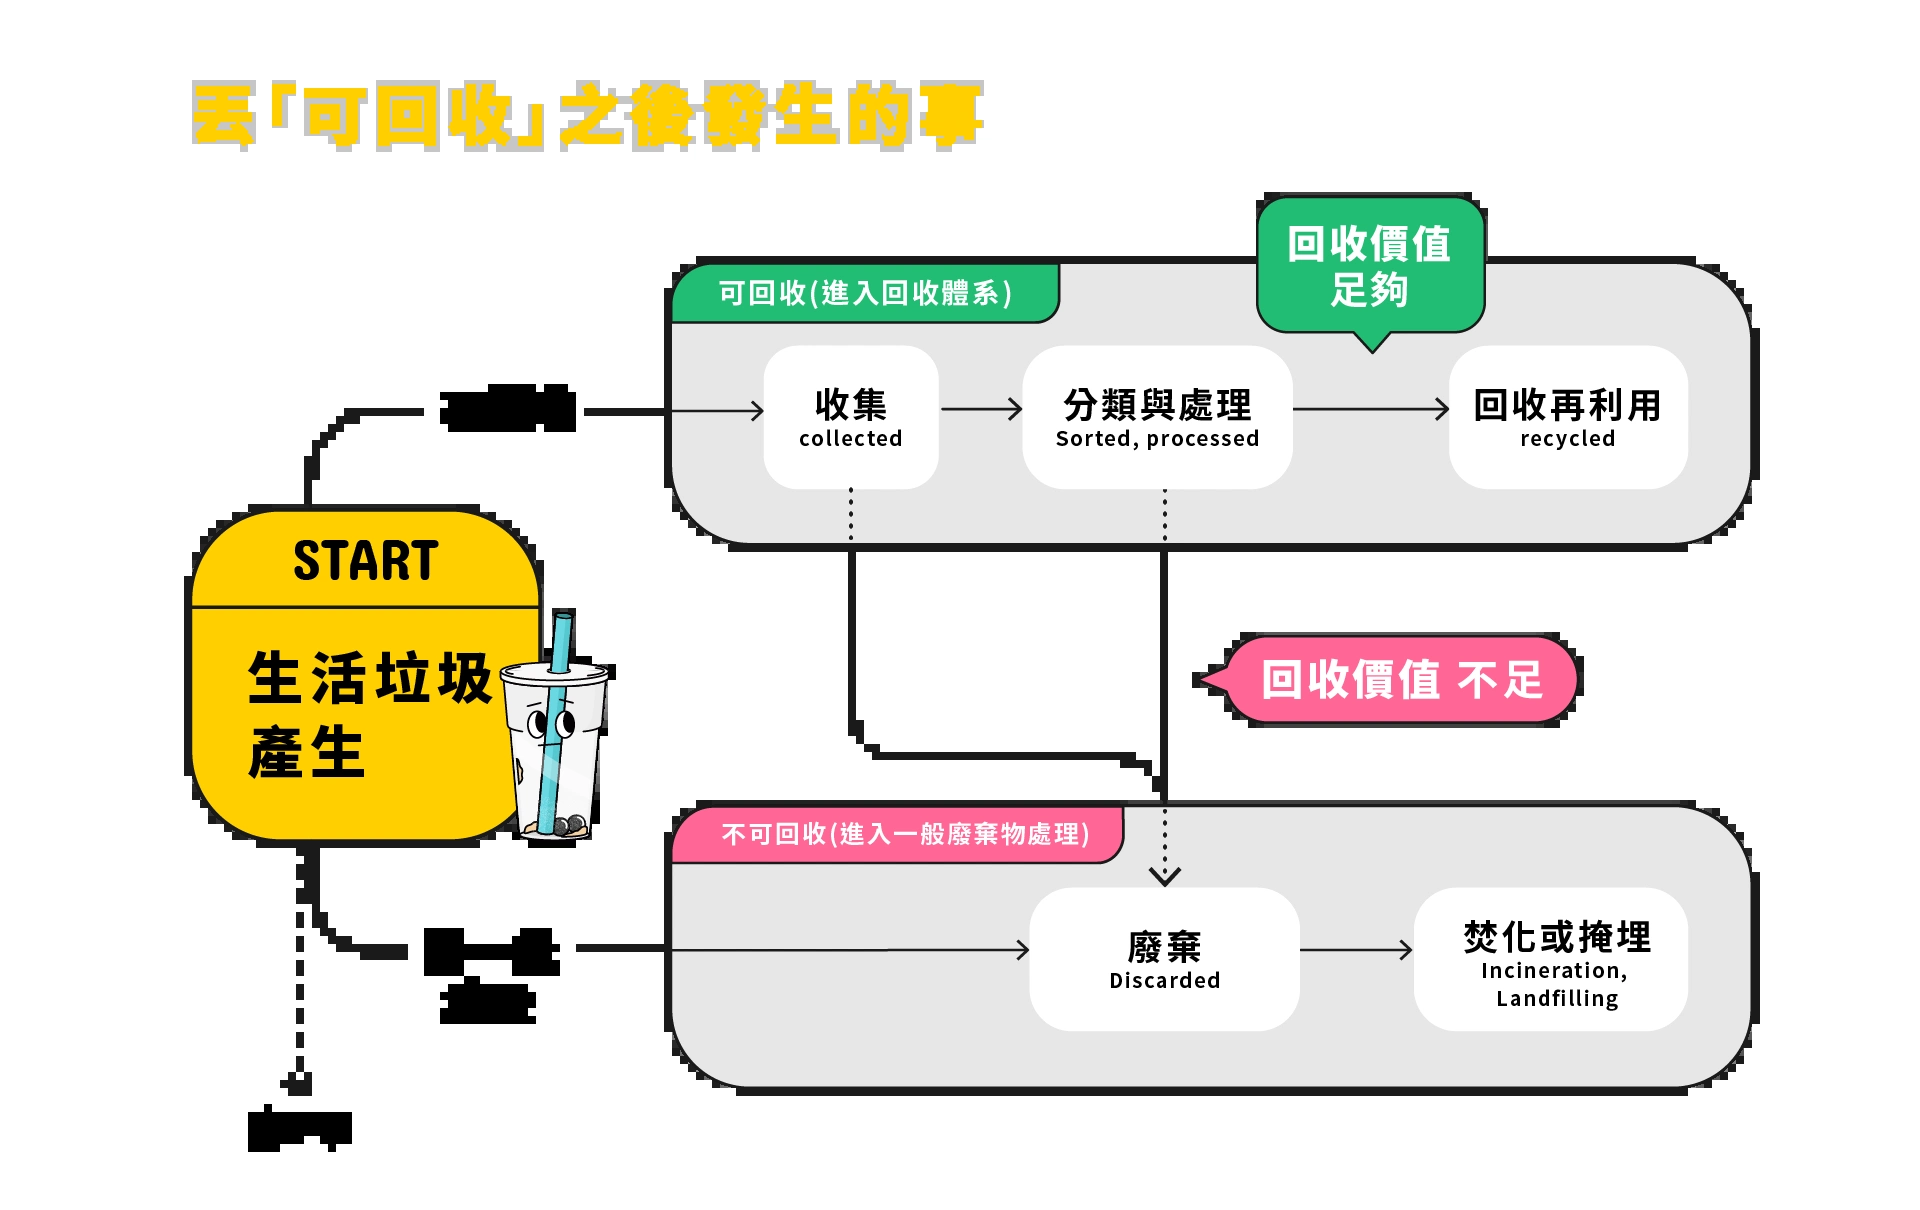 丟「可回收」之後發生的事
回收價值
足夠
可回收(進入回收體系)
收集
collected
分類與處理
Sorted, processed
回收再利用
recycled
START
生活垃圾
產生
回收價值 不足
不可回收(進入一般廢棄物處理)
廢棄
Discarded
焚化或掩埋
Incineration,
Landfilling